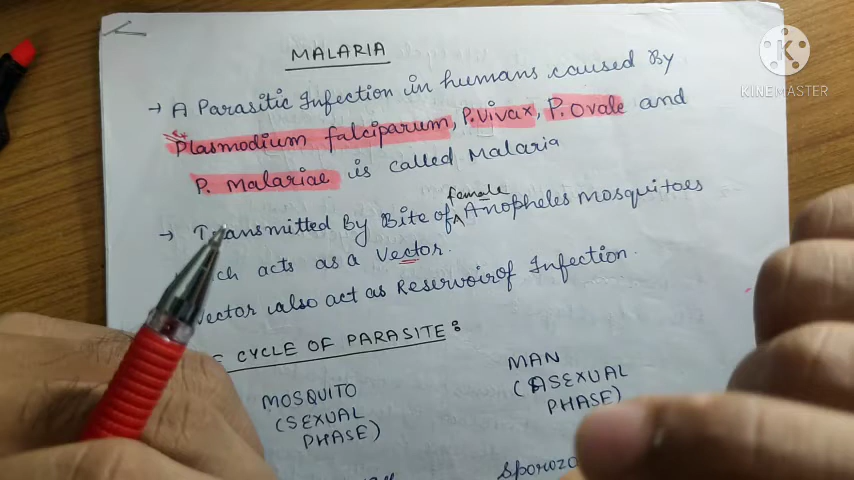 MALARIA
→ A Parasitic Infection in humans caused By
Plasmodium falciparum, P. Vivax, P. Ovale and
P. Malariae is called Malaria
female
→ Transmitted By Bite of ^ Anopheles mosquitoes
acts as a Vector.
Vector also act as Reservoir of Infection.
CYCLE OF PARASITE:
MOSQUITO
(SEXUAL
PHASE)
MAN
(ASEXUAL
PHASE)
KINEMASTER